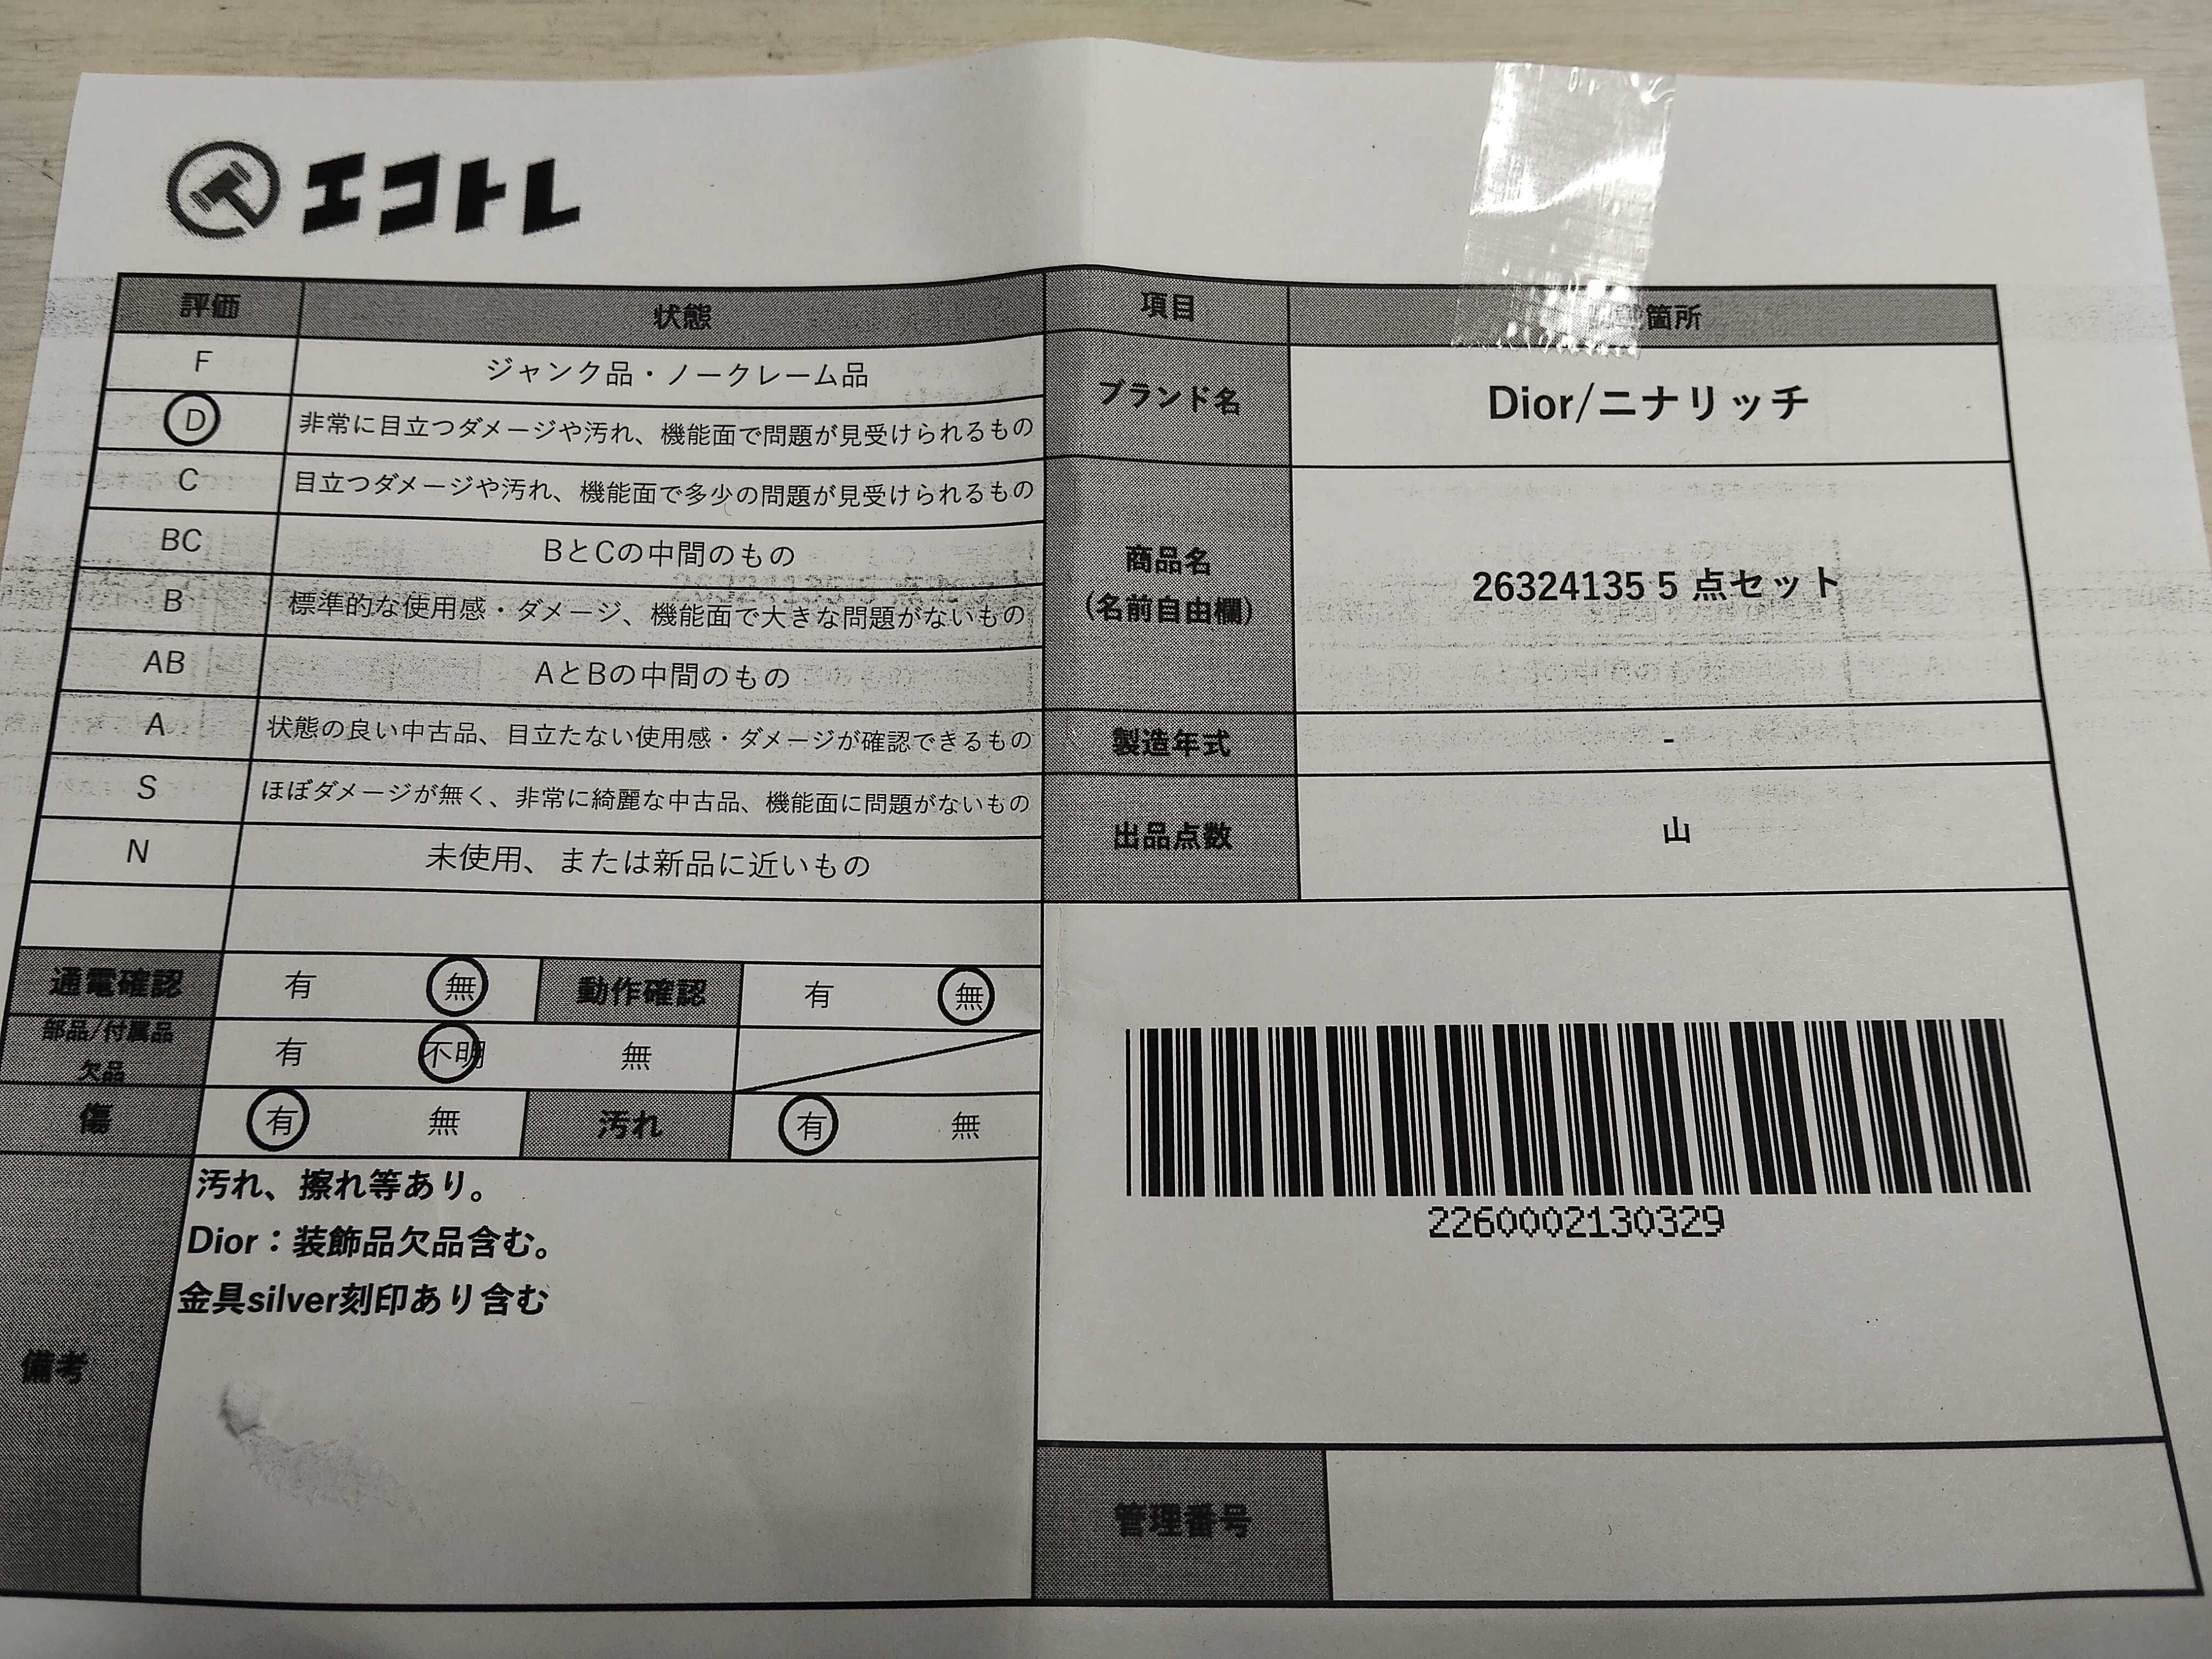 エコトレ
評価 状態
F ジャンク品・ノークレーム品
D 非常に目立つダメージや汚れ、機能面で問題が見受けられるもの
C 目立つダメージや汚れ、機能面で多少の問題が見受けられるもの
BC BとCの中間のもの
B 標準的な使用感・ダメージ、機能面で大きな問題がないもの
AB AとBの中間のもの
A 状態の良い中古品、目立たない使用感・ダメージが確認できるもの
S ほぼダメージが無く、非常に綺麗な中古品、機能面に問題がないもの
N 未使用、または新品に近いもの
通電確認 有 無 動作確認 有 無
部品/付属品
欠品
有 不明 無
傷 有 無 汚れ 有 無
備考
汚れ、擦れ等あり。
Dior：装飾品欠品含む。
金具silver刻印あり含む
項目 箇所
ブランド名 Dior/ニナリッチ
商品名
(名前自由欄)
26324135 5 点セット
製造年式 -
出品点数 山
2260002130329
管理番号